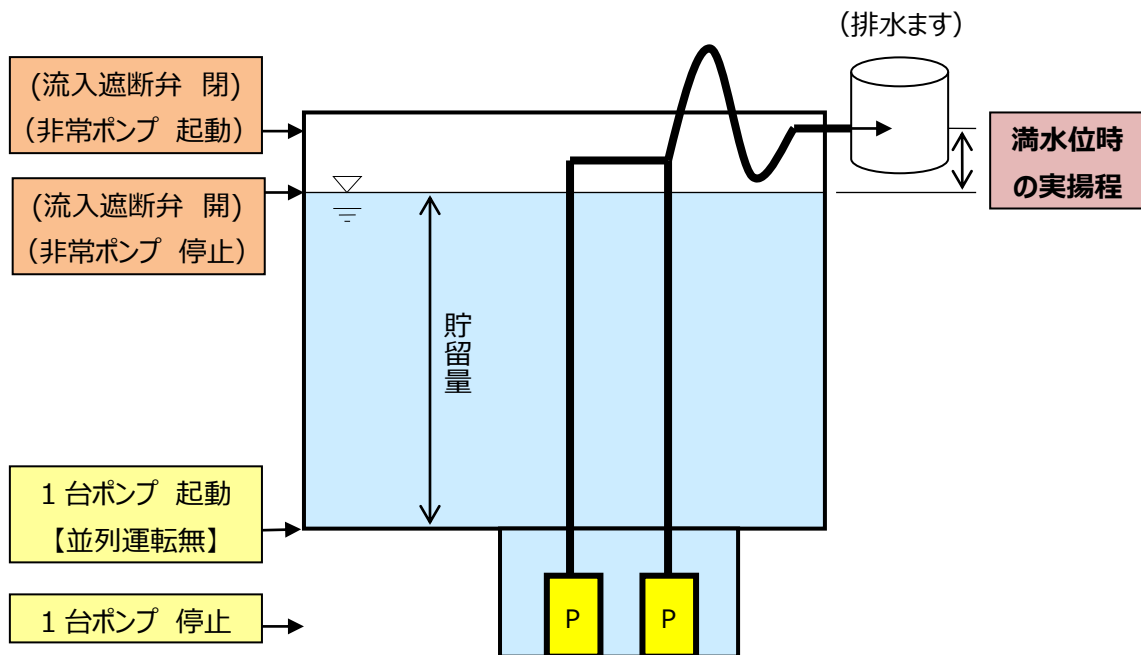 (排水ます)
(流入遮断弁 閉)
(非常ポンプ 起動)
満水位時
の実揚程
(流入遮断弁 開)
(非常ポンプ 停止)
貯留量
1台ポンプ 起動
【並列運転無】
1台ポンプ 停止
P
P